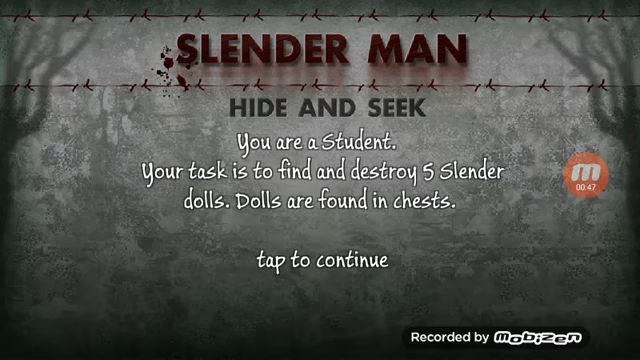 SLENDER MAN
HIDE AND SEEK
You are a Student.
Your task is to find and destroy 5 Slender
dolls. Dolls are found in chests.
00:47
tap to continue
Recorded by Mobizen